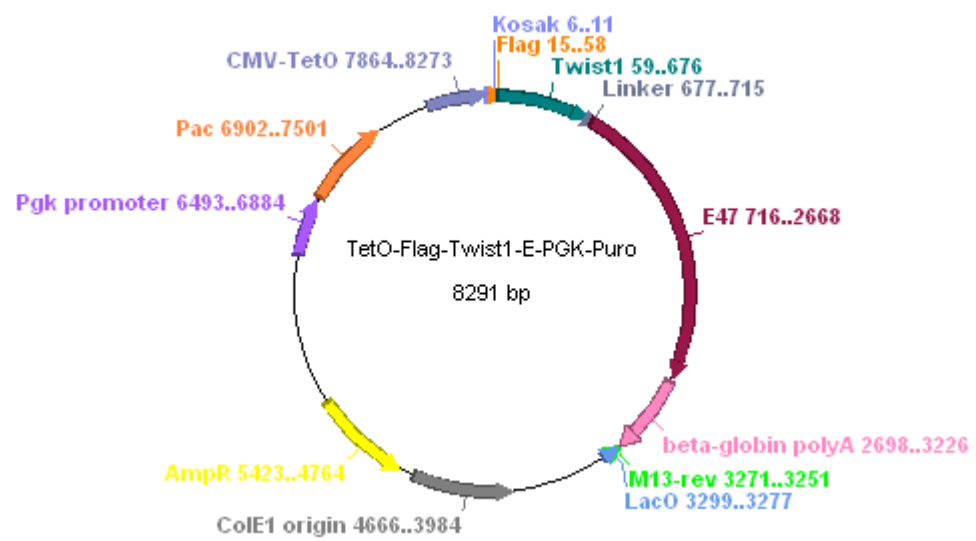 Kosak 6..11
Flag 15..58
CMV-TetO 7864..8273
Twist1 59..676
Linker 677..715
Pac 6902..7501
Pgk promoter 6493..6884
E47 716..2668
TetO-Flag-Twist1-E-PGK-Puro
8291 bp
beta-globin polyA 2698..3226
AmpR 5423..4764
M13-rev 3271..3251
LacO 3299..3277
ColE1 origin 4666..3984